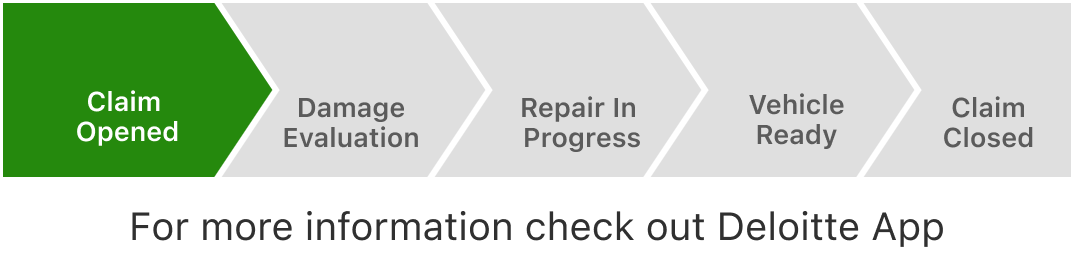 Claim
Opened
Damage
Evaluation
Repair In
Progress
Vehicle
Ready
Claim
Closed
For more information check out Deloitte App